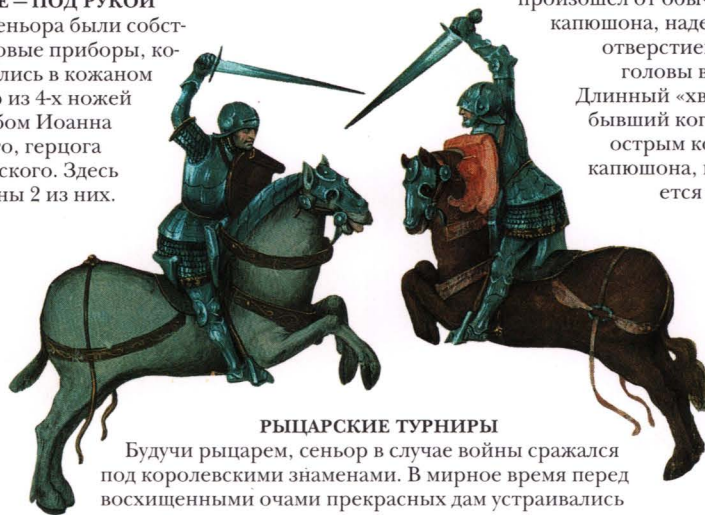 Е – ПОД РУКОЙ
еньора были собст-
овые приборы, ко-
лись в кожаном
из 4-х ножей
бом Иоанна
о, герцога
ского. Здесь
ны 2 из них.
произошел от обы
капюшона, наде
отверстие
головы в
Длинный «хв
бывший ког
острым ко
капюшона,
ется
РЫЦАРСКИЕ ТУРНИРЫ
Будучи рыцарем, сеньор в случае войны сражался
под королевскими знаменами. В мирное время перед
восхищенными очами прекрасных дам устраивались